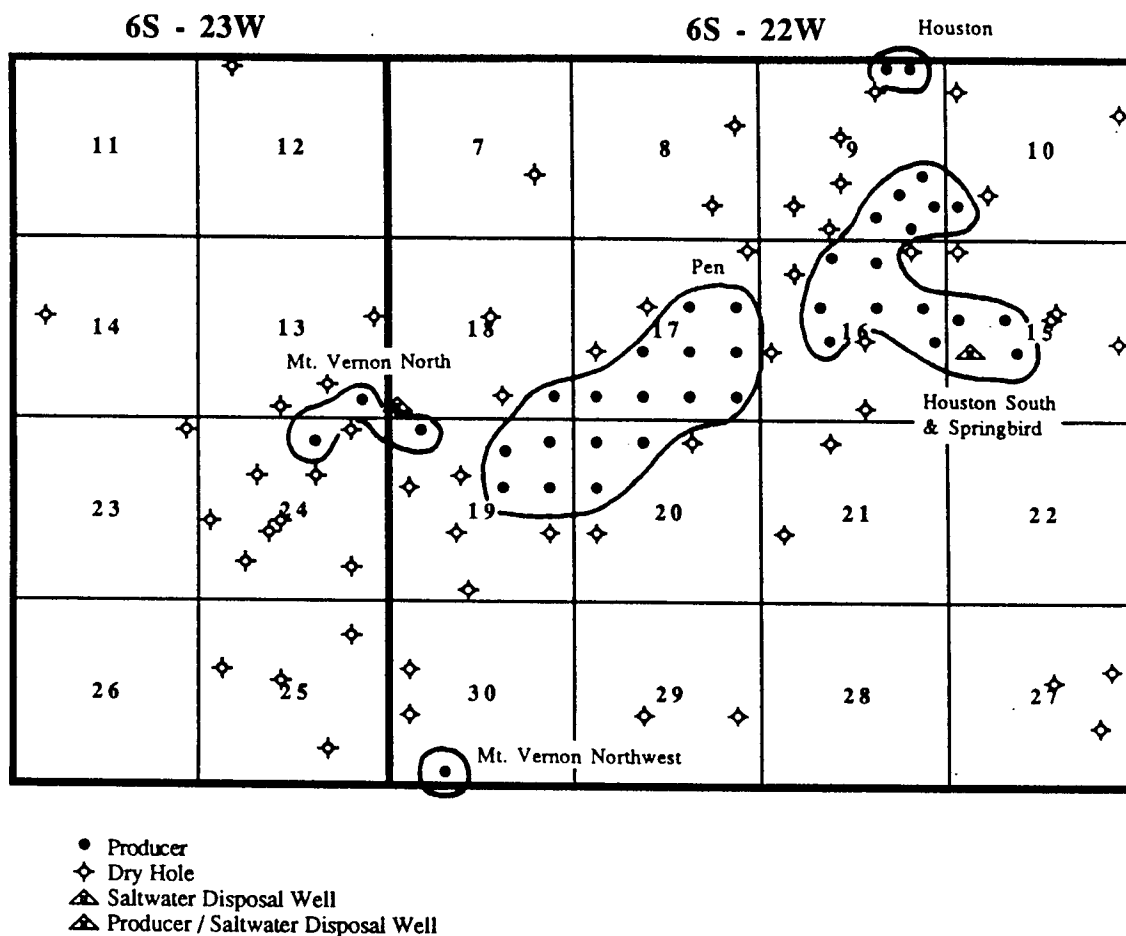 6S - 23W
6S - 22W
Houston
11
12
7
8
9
10
Pen
14
13
18
17
16
15
Mt. Vernon North
Houston South
& Springbird
23
24
19
20
21
22
26
25
30
29
28
27
Mt. Vernon Northwest
Producer
Dry Hole
Saltwater Disposal Well
Producer / Saltwater Disposal Well